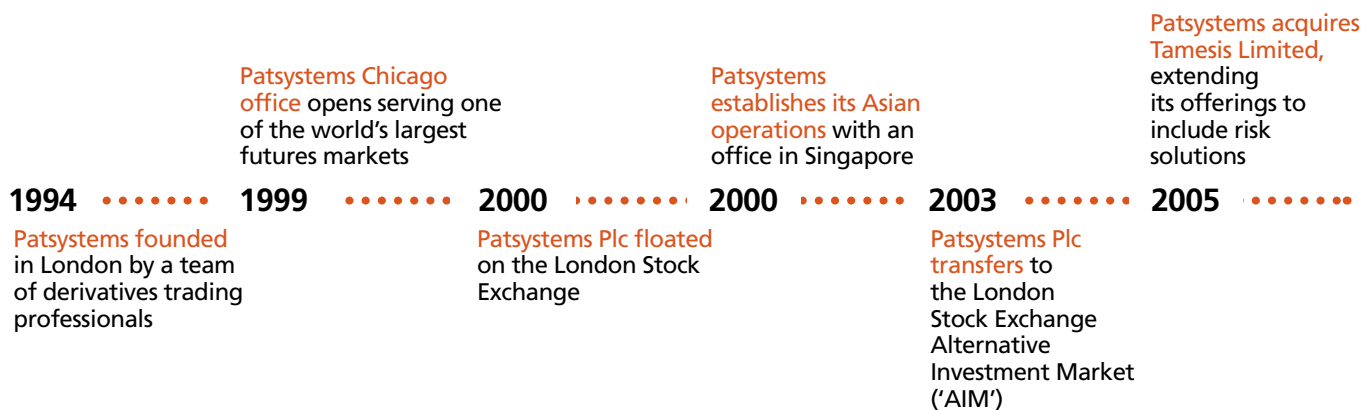 Patsystems acquires
Tamesis Limited,
extending
its offerings to
include risk
solutions
Patsystems Chicago
office opens serving one
of the world’s largest
futures markets
Patsystems
establishes its Asian
operations with an
office in Singapore
1994 1999 2000 2000 2003 2005
Patsystems founded
in London by a team
of derivatives trading
professionals
Patsystems Plc floated
on the London Stock
Exchange
Patsystems Plc
transfers to
the London
Stock Exchange
Alternative
Investment Market
(‘AIM’)